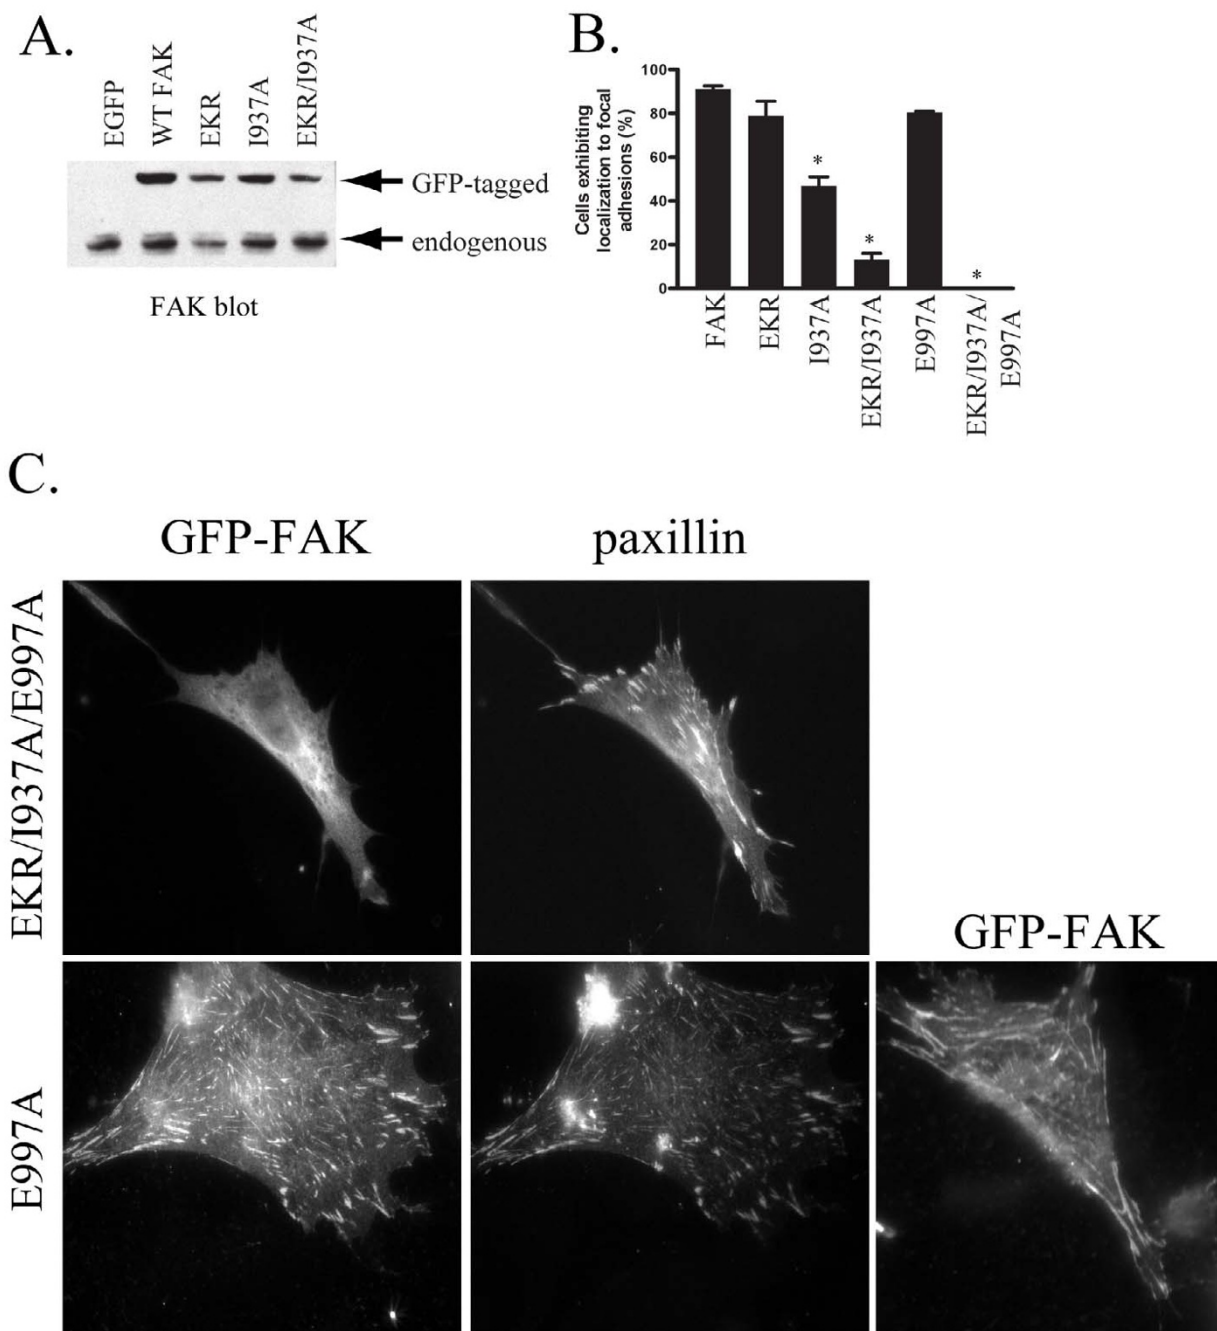 A.
EGFP
WT FAK
EKR
I937A
EKR/I937A
GFP-tagged
endogenous
FAK blot
B.
Cells exhibiting
localization to focal
adhesions (%)
100
80
60
40
20
0
*
*
*
FAK
EKR
I937A
EKR/I937A
E997A
EKR/I937A/
E997A
C.
GFP-FAK
paxillin
EKR/I937A/E997A
GFP-FAK
E997A